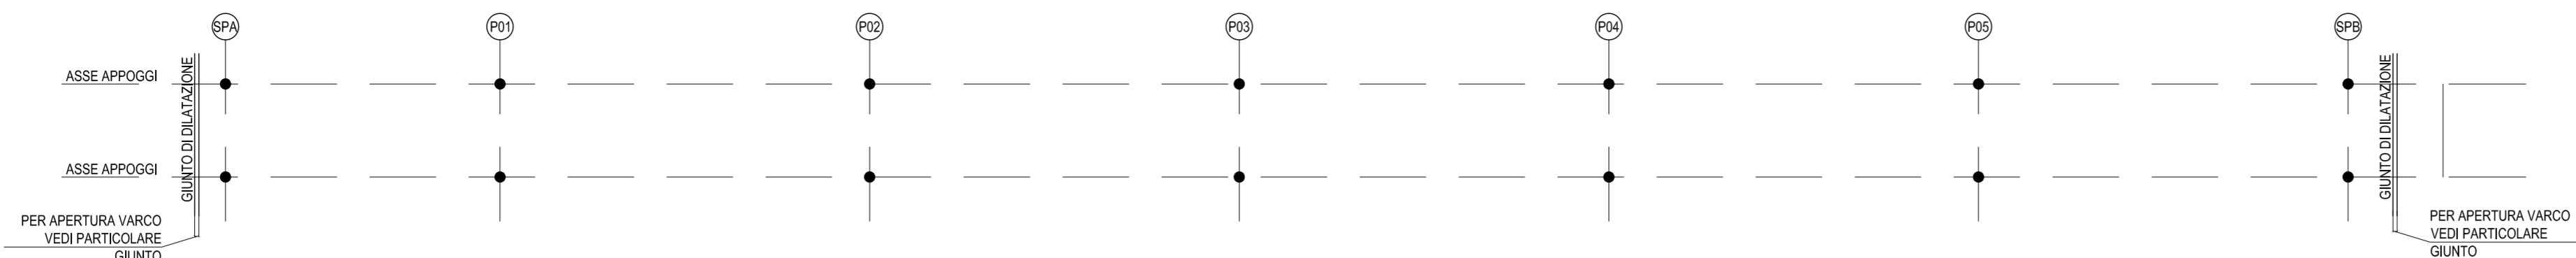 SPA
P01
P02
P03
P04
P05
SPB
ASSE APPOGGI
GIUNTO DI DILATAZIONE
GIUNTO DI DILATAZIONE
ASSE APPOGGI
PER APERTURA VARCO
VEDI PARTICOLARE
GIUNTO
PER APERTURA VARCO
VEDI PARTICOLARE
GIUNTO